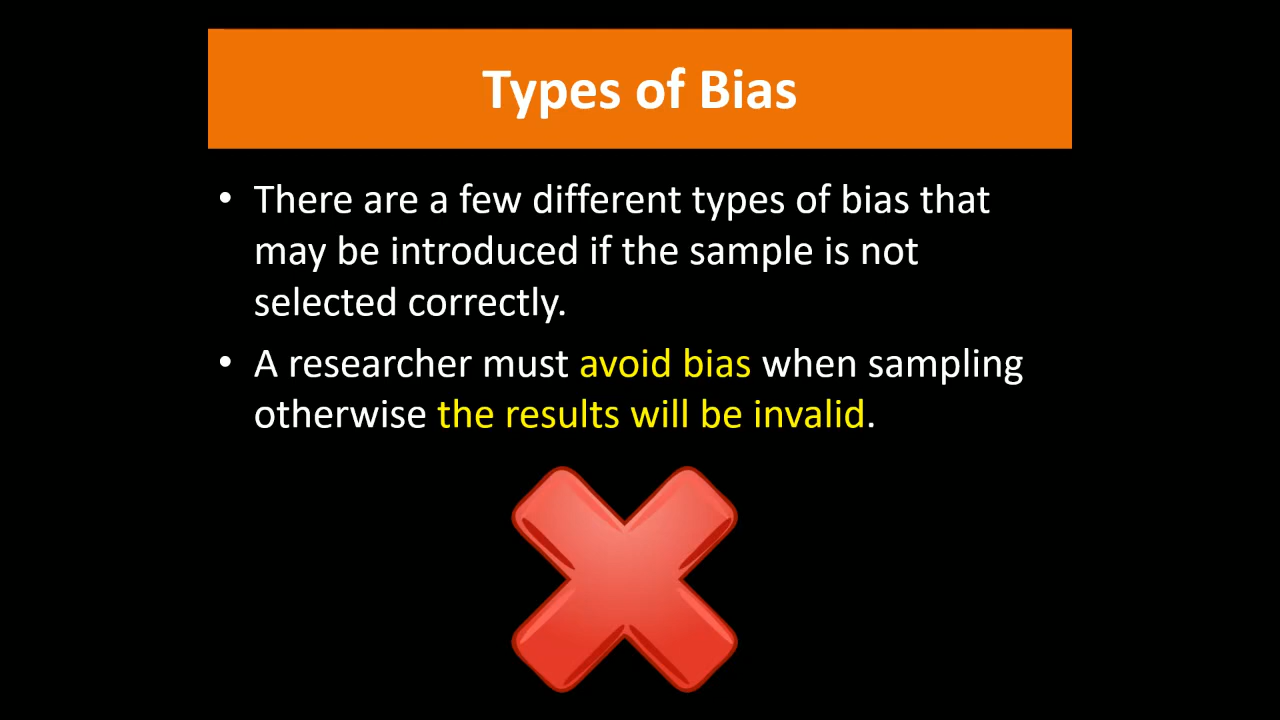 Types of Bias
• There are a few different types of bias that
may be introduced if the sample is not
selected correctly.
• A researcher must avoid bias when sampling
otherwise the results will be invalid.